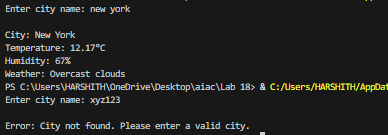 Enter city name: new york
City: New York
Temperature: 12.17°C
Humidity: 67%
Weather: Overcast clouds
PS C:\Users\HARSHITH\OneDrive\Desktop\aiac\Lab 18> & C:/Users/HARSHITH/AppDat
Enter city name: xyz123
Error: City not found. Please enter a valid city.